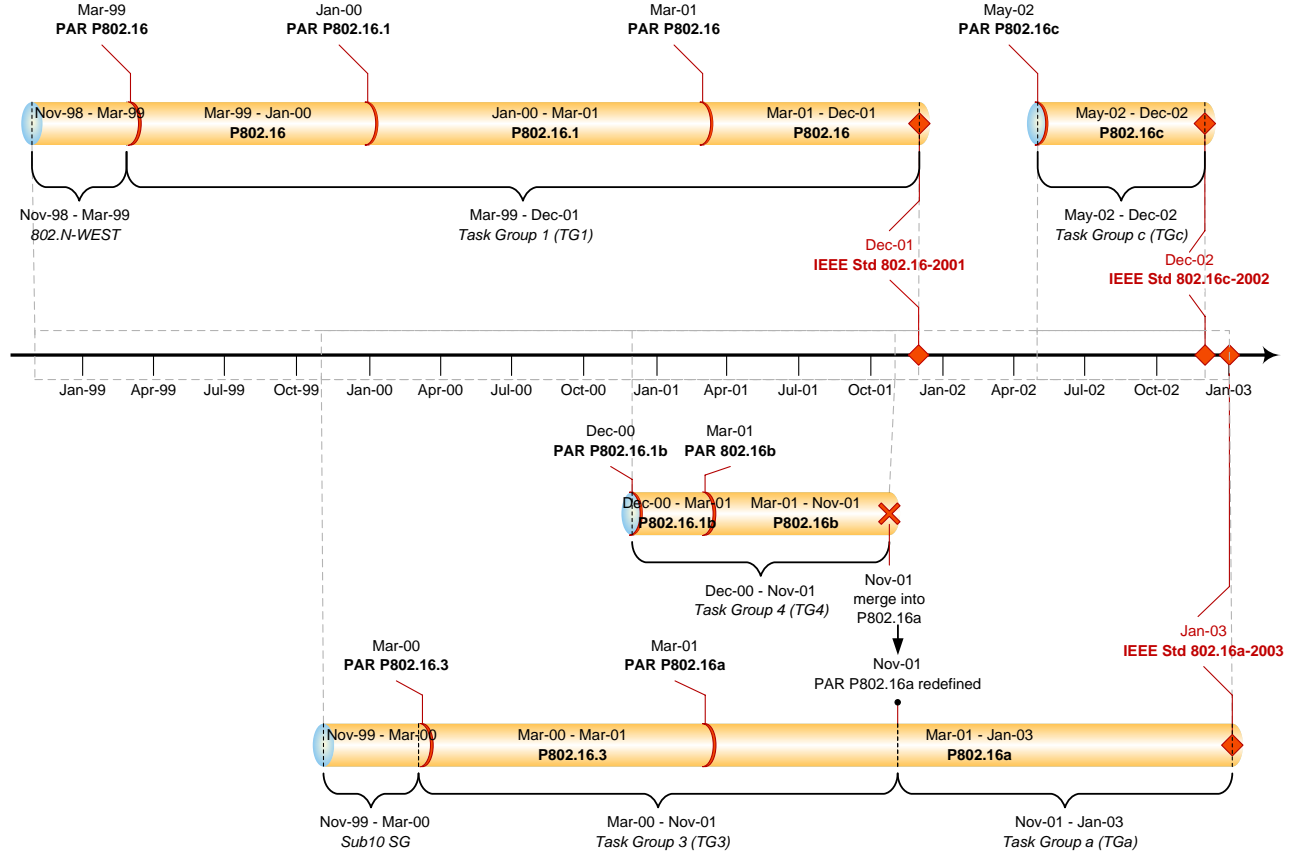 Mar-99
PAR P802.16
Jan-00
PAR P802.16.1
Mar-01
PAR P802.16
May-02
PAR P802.16c
Nov-98 - Mar-99
Mar-99 - Jan-00
P802.16
Jan-00 - Mar-01
P802.16.1
Mar-01 - Dec-01
P802.16
May-02 - Dec-02
P802.16c
Nov-98 - Mar-99
802.N-WEST
Mar-99 - Dec-01
Task Group 1 (TG1)
May-02 - Dec-02
Task Group c (TGc)
Dec-01
IEEE Std 802.16-2001
Dec-02
IEEE Std 802.16c-2002
Jan-99
Apr-99
Jul-99
Oct-99
Jan-00
Apr-00
Jul-00
Oct-00
Jan-01
Apr-01
Jul-01
Oct-01
Jan-02
Apr-02
Jul-02
Oct-02
Jan-03
Dec-00
PAR P802.16.1b
Mar-01
PAR 802.16b
Dec-00 - Mar-01
P802.16.1b
Mar-01 - Nov-01
P802.16b
Dec-00 - Nov-01
Task Group 4 (TG4)
Nov-01
merge into
P802.16a
Mar-00
PAR P802.16.3
Mar-01
PAR P802.16a
Nov-01
PAR P802.16a redefined
Jan-03
IEEE Std 802.16a-2003
Nov-99 - Mar-00
Mar-00 - Mar-01
P802.16.3
Mar-01 - Jan-03
P802.16a
Nov-99 - Mar-00
Sub10 SG
Mar-00 - Nov-01
Task Group 3 (TG3)
Nov-01 - Jan-03
Task Group a (TGa)